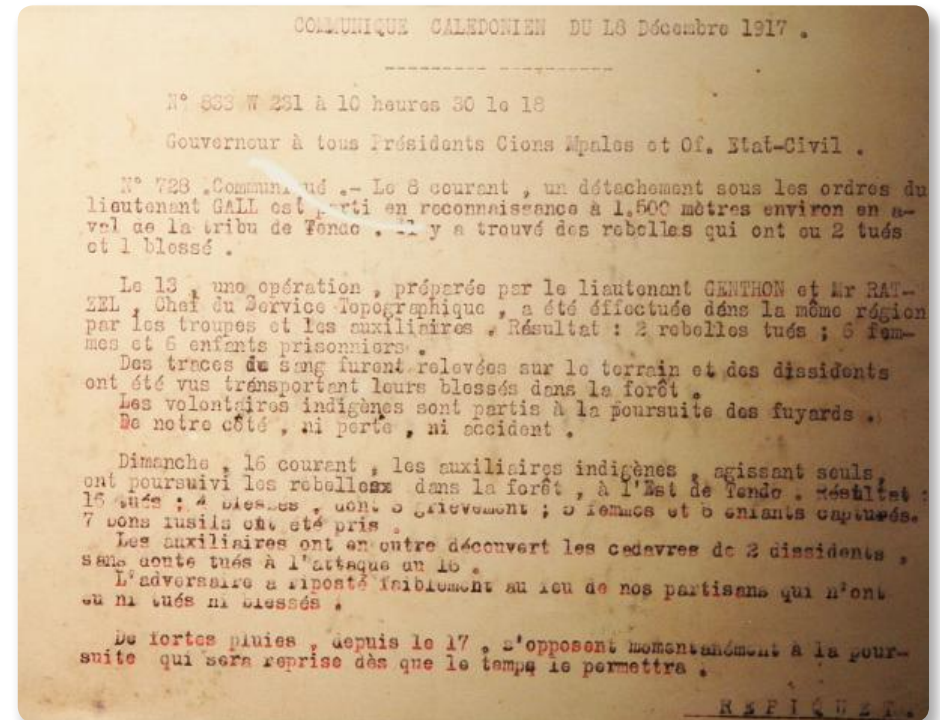 COMMUNIQUE CALEDONIEN DU L8 Décembre 1917 .
--------- ----------
N° 833 W 231 à 10 heures 30 le 18
Gouverneur à tous Présidents Cions Mpales et Of. Etat-Civil .
N° 728 .Communiqué .- Le 8 courant , un détachement sous les ordres du
lieutenant GALL est parti en reconnaissance à 1.500 mètres environ en a-
val de la tribu de Tendo . Il y a trouvé des rebelles qui ont eu 2 tués
et 1 blessé .
Le 13 , une opération , préparée par le liautenant GENTHON et Mr RAT-
ZEL , Chef du Service Topographique , a été éffectuée dans la même région
par les troupes et les auxiliaires . Résultat : 2 rebelles tués ; 6 fem-
mes et 6 enfants prisonniers .
Des traces de sang furent relevées sur le terrain et des dissidents
ont été vus transportant leurs blessés dans la forêt .
Les volontaires indigènes sont partis à la poursuite des fuyards .
De notre côté , ni perte , ni accident .
Dimanche , 16 courant , les auxiliaires indigènes , agissant seuls,
ont poursuivi les rebellesx dans la forêt , à l'Est de Tendo . Résultat :
16 tués ; 4 blessés , dont 3 grièvement ; 5 femmes et 6 enfants capturés.
7 bons fusils ont été pris .
Les auxiliaires ont en outre découvert les cadavres de 2 dissidents ,
sans doute tués à l'attaque du 16 .
L'adversaire a riposté faiblement au feu de nos partisans qui n'ont
eu ni tués ni blessés .
De fortes pluies , depuis le 17 , s'opposent momentanément à la pour-
suite qui sera reprise dès que le temps le permettra .
R E P I Q U E T .